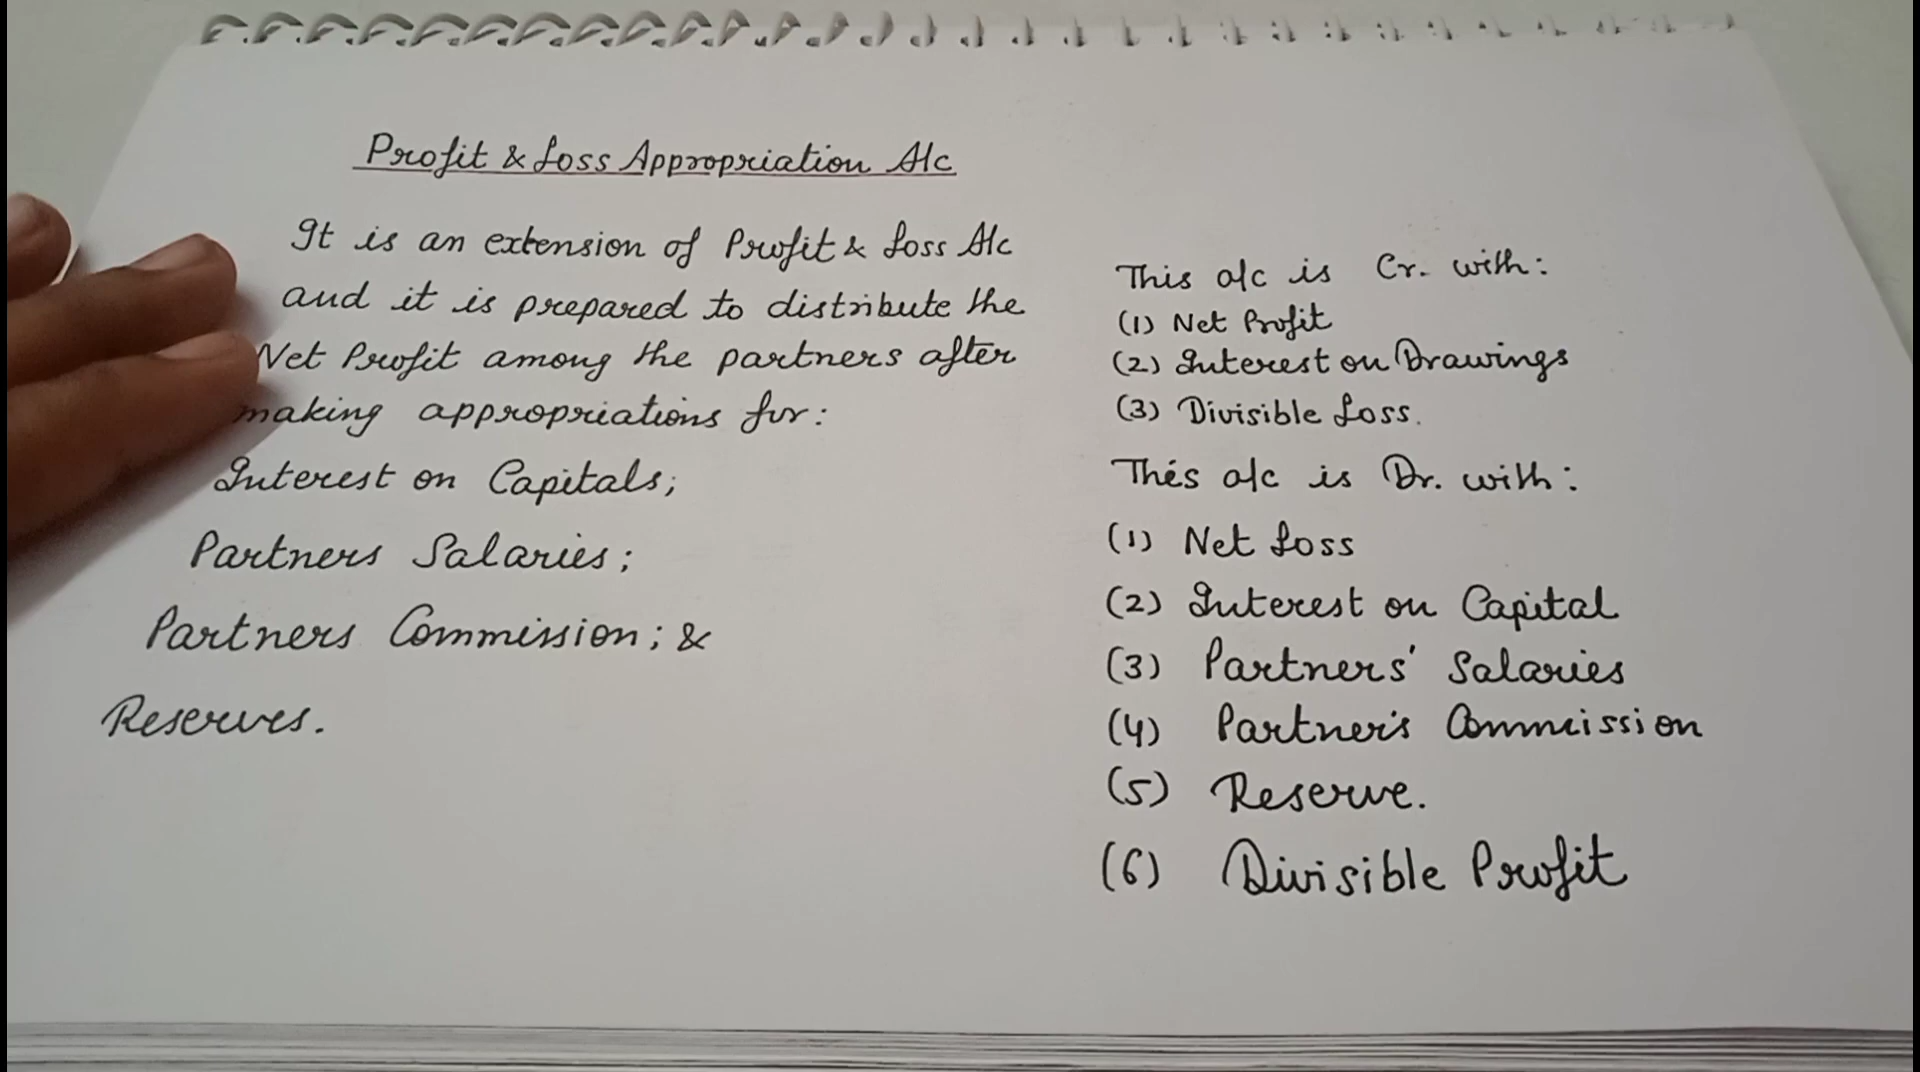 Profit & Loss Appropriation A/c
It is an extension of Profit & Loss A/c
and it is prepared to distribute the
Net Profit among the partners after
making appropriations for:
Interest on Capitals;
Partners Salaries;
Partners Commission; &
Reserves.
This a/c is Cr. with:
(1) Net Profit
(2) Interest on Drawings
(3) Divisible Loss.
This a/c is Dr. with:
(1) Net Loss
(2) Interest on Capital
(3) Partners' Salaries
(4) Partner's Commission
(5) Reserve.
(6) Divisible Profit